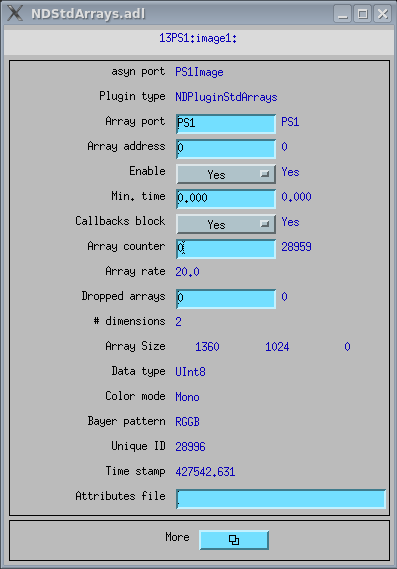 NDStdArrays.adl
13PS1:image1:
asyn port PS1Image
Plugin type NDPluginStdArrays
Array port PS1 PS1
Array address 0 0
Enable Yes Yes
Min. time 0.000 0.000
Callbacks block Yes Yes
Array counter 0 28959
Array rate 20.0
Dropped arrays 0 0
# dimensions 2
Array Size 1360 1024 0
Data type UInt8
Color mode Mono
Bayer pattern RGGB
Unique ID 28996
Time stamp 427542.631
Attributes file
More